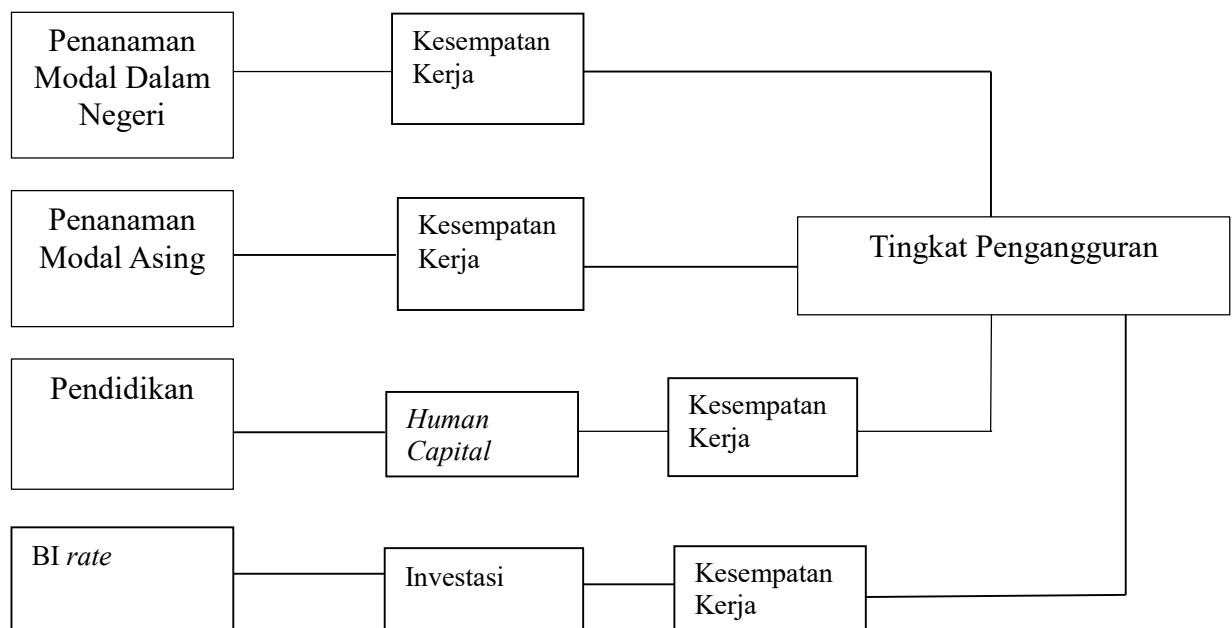 Penanaman
Modal Dalam
Negeri
Kesempatan
Kerja
Penanaman
Modal Asing
Kesempatan
Kerja
Tingkat Pengangguran
Pendidikan
Human
Capital
Kesempatan
Kerja
BI rate
Investasi
Kesempatan
Kerja